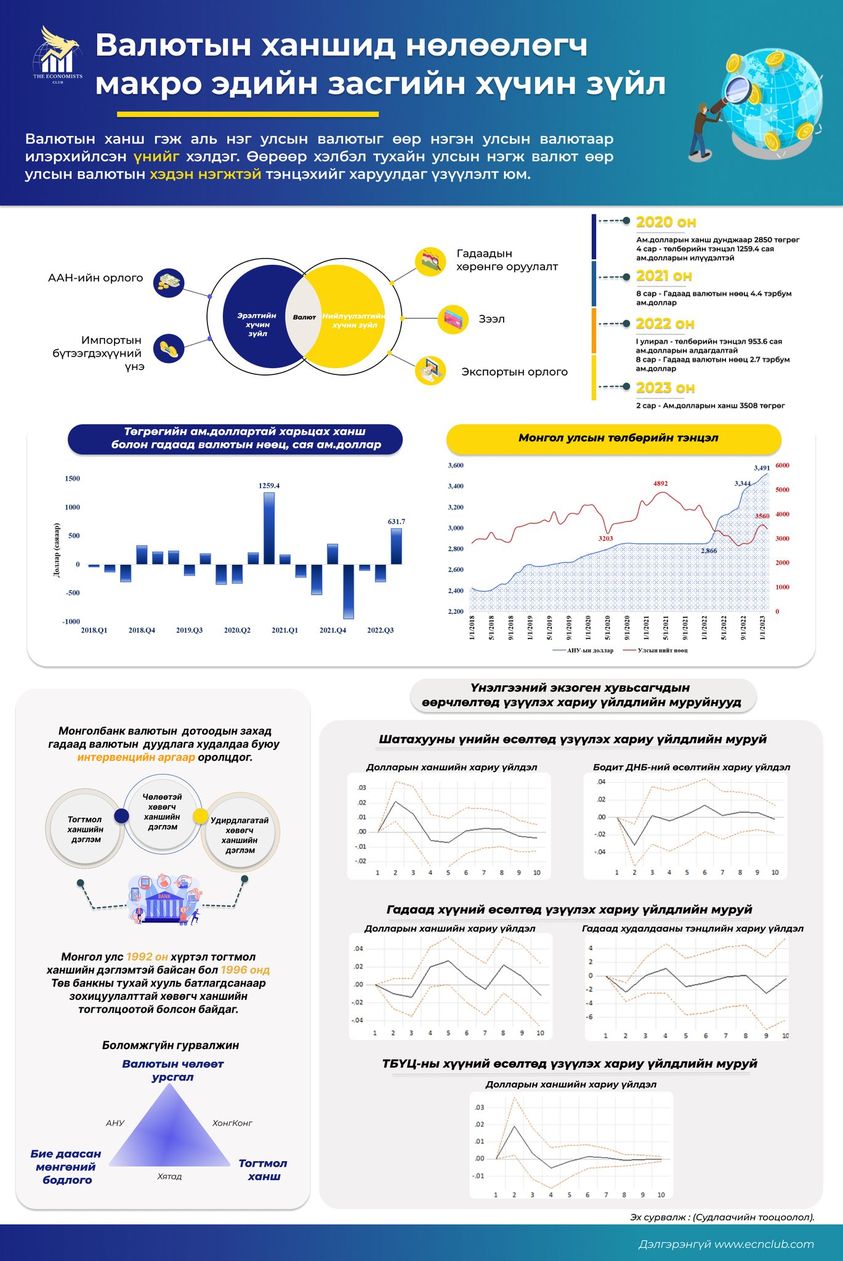 THE ECONOMISTS
CLUB
Валютын ханшид нөлөөлөгч
макро эдийн засгийн хүчин зүйл
Валютын ханш гэж аль нэг улсын валютыг өөр нэгэн улсын валютаар
илэрхийлсэн үнийг хэлдэг. Өөрөөр хэлбэл тухайн улсын нэгж валют өөр
улсын валютын хэдэн нэгжтэй тэнцэхийг харуулдаг үзүүлэлт юм.
ААН-ийн орлого
Импортын
бүтээгдэхүүний
үнэ
Эрэлтийн
хүчин
зүйл
Валют
Нийлүүлэлтийн
хүчин зүйл
Гадаадын
хөрөнгө оруулалт
Зээл
Экспортын орлого
2020 он
Ам.долларын ханш дунджаар 2850 төгрөг
4 сар - төлбөрийн тэнцэл 1259.4 сая
ам.долларын илүүдэлтэй
2021 он
8 сар - Гадаад валютын нөөц 4.4 тэрбум
ам.доллар
2022 он
I улирал - төлбөрийн тэнцэл 953.6 сая
ам.долларын алдагдалтай
8 сар - Гадаад валютын нөөц 2.7 тэрбум
ам.доллар
2023 он
2 сар - Ам.долларын ханш 3508 төгрөг
Төгрөгийн ам.доллартай харьцах ханш
болон гадаад валютын нөөц, сая ам.доллар
Доллар (саяаар)
1500
1000
500
0
-500
-1000
1259.4
631.7
2018.Q1 2018.Q4 2019.Q3 2020.Q2 2021.Q1 2021.Q4 2022.Q3
Монгол улсын төлбөрийн тэнцэл
3,600
3,400
3,200
3,000
2,800
2,600
2,400
2,200
6000
5000
4000
3000
2000
1000
0
3203
4892
2,866
3,344
3,491
3560
1/1/2018 5/1/2018 9/1/2018 1/1/2019 5/1/2019 9/1/2019 1/1/2020 5/1/2020 9/1/2020 1/1/2021 5/1/2021 9/1/2021 1/1/2022 5/1/2022 9/1/2022 1/1/2023
АНУ-ын доллар Улсын нийт нөөц
Монголбанк валютын дотоодын захад
гадаад валютын дуудлага худалдаа буюу
интервенцийн аргаар оролцдог.
Тогтмол
ханшийн
дэглэм
Чөлөөтэй
хөвөгч
ханшийн
дэглэм
Удирдлагатай
хөвөгч
ханшийн
дэглэм
BANK
Монгол улс 1992 он хүртэл тогтмол
ханшийн дэглэмтэй байсан бол 1996 онд
Төв банкны тухай хууль батлагдсанаар
зохицуулалттай хөвөгч ханшийн
тогтолцоотой болсон байдаг.
Боломжгүйн гурвалжин
Валютын чөлөөт
урсгал
АНУ
ХонгКонг
Бие даасан
мөнгөний
бодлого
Хятад
Тогтмол
ханш
Үнэлгээний экзоген хувьсагчдын
өөрчлөлтөд үзүүлэх хариу үйлдлийн муруйнууд
Шатахууны үнийн өсөлтөд үзүүлэх хариу үйлдлийн муруй
Долларын ханшийн хариу үйлдэл
.03
.02
.01
.00
-.01
-.02
1 2 3 4 5 6 7 8 9 10
Бодит ДНБ-ний өсөлтийн хариу үйлдэл
.04
.02
.00
-.02
-.04
1 2 3 4 5 6 7 8 9 10
Гадаад хүүний өсөлтөд үзүүлэх хариу үйлдлийн муруй
Долларын ханшийн хариу үйлдэл
.04
.02
.00
-.02
-.04
1 2 3 4 5 6 7 8 9 10
Гадаад худалдааны тэнцлийн хариу үйлдэл
4
2
0
-2
-4
-6
1 2 3 4 5 6 7 8 9 10
ТБУЦ-ны хүүний өсөлтөд үзүүлэх хариу үйлдлийн муруй
Долларын ханшийн хариу үйлдэл
.03
.02
.01
.00
-.01
1 2 3 4 5 6 7 8 9 10
Эх сурвалж : (Судлаачийн тооцоолол).
Дэлгэрэнгүй www.ecnclub.com